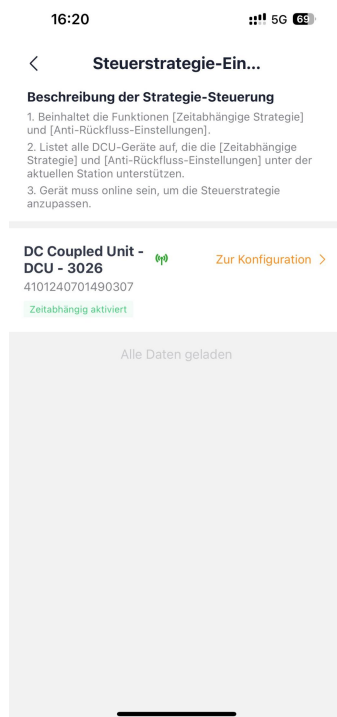 16:20
5G 69
Steuerstrategie-Ein...
Beschreibung der Strategie-Steuerung
1. Beinhaltet die Funktionen [Zeitabhängige Strategie]
und [Anti-Rückfluss-Einstellungen].
2. Listet alle DCU-Geräte auf, die die [Zeitabhängige
Strategie] und [Anti-Rückfluss-Einstellungen] unter der
aktuellen Station unterstützen.
3. Gerät muss online sein, um die Steuerstrategie
anzupassen.
DC Coupled Unit -
DCU - 3026
Zur Konfiguration
4101240701490307
Zeitabhängig aktiviert
Alle Daten geladen